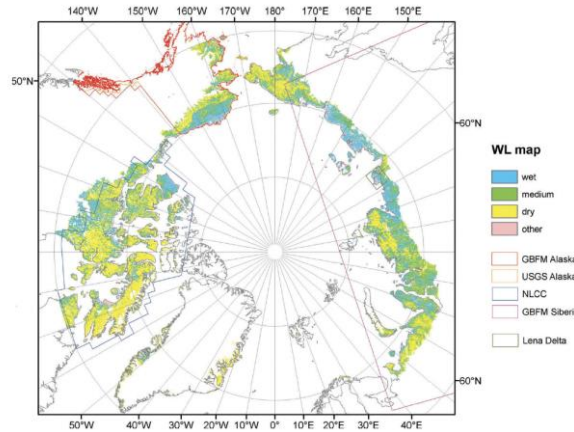 150°W 160°W 170°W 180° 170°E 160°E 150°E
50°N
60°N
WL map
wet
medium
dry
other
GBFM Alaska
USGS Alaska
NLCC
GBFM Siberi
Lena Delta
60°N
50°W 40°W 30°W 20°W 10°W 0° 10°E 20°E 30°E 35°E 40°E